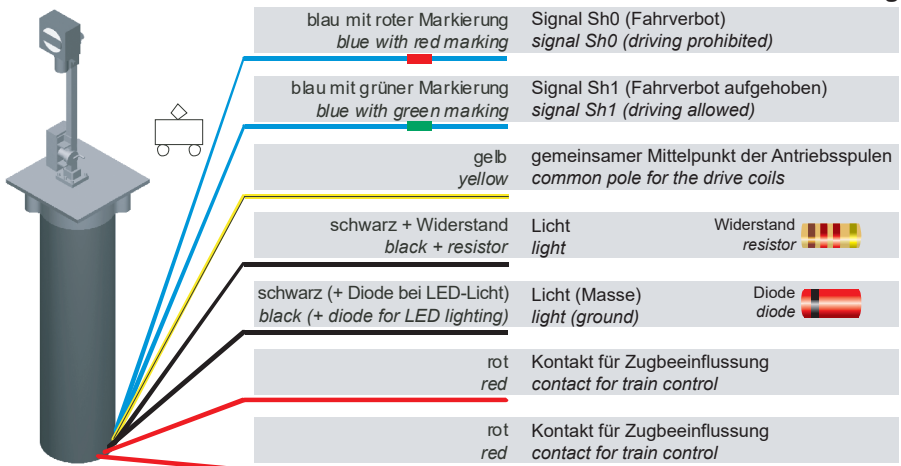 blau mit roter Markierung Signal Sh0 (Fahrverbot)
blue with red marking signal Sh0 (driving prohibited)
blau mit grüner Markierung Signal Sh1 (Fahrverbot aufgehoben)
blue with green marking signal Sh1 (driving allowed)
gelb gemeinsamer Mittelpunkt der Antriebsspulen
yellow common pole for the drive coils
schwarz + Widerstand Licht Widerstand
black + resistor light resistor
schwarz (+ Diode bei LED-Licht) Licht (Masse) Diode
black (+ diode for LED lighting) light (ground) diode
rot Kontakt für Zugbeeinflussung
red contact for train control
rot Kontakt für Zugbeeinflussung
red contact for train control